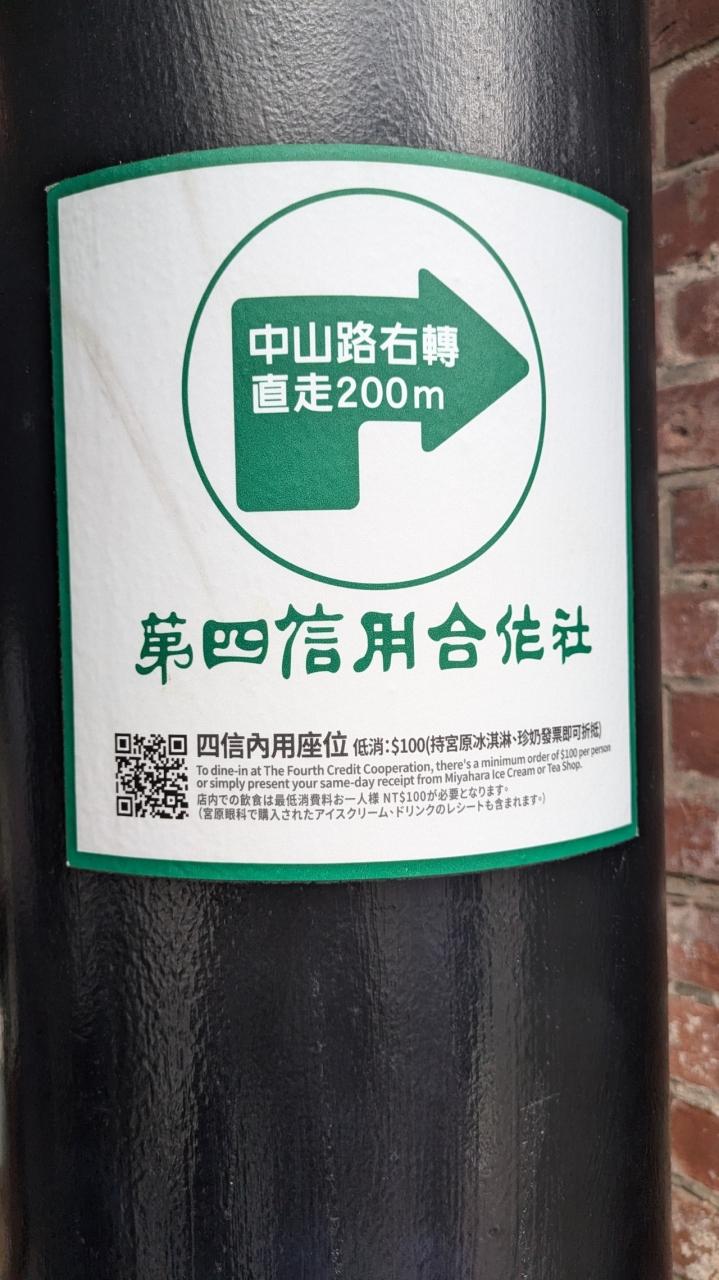 中山路右轉
直走200m
第四信用合作社
四信內用座位 低消:$100(持宮原冰淇淋、珍奶發票即可折抵)
To dine-in at The Fourth Credit Cooperation, there's a minimum order of $100 per person
or simply present your same-day receipt from Miyahara Ice Cream or Tea Shop.
店内での飲食は最低消費料お一人様 NT$100が必要となります。
(宮原眼科で購入されたアイスクリーム、ドリンクのレシートも含まれます。)